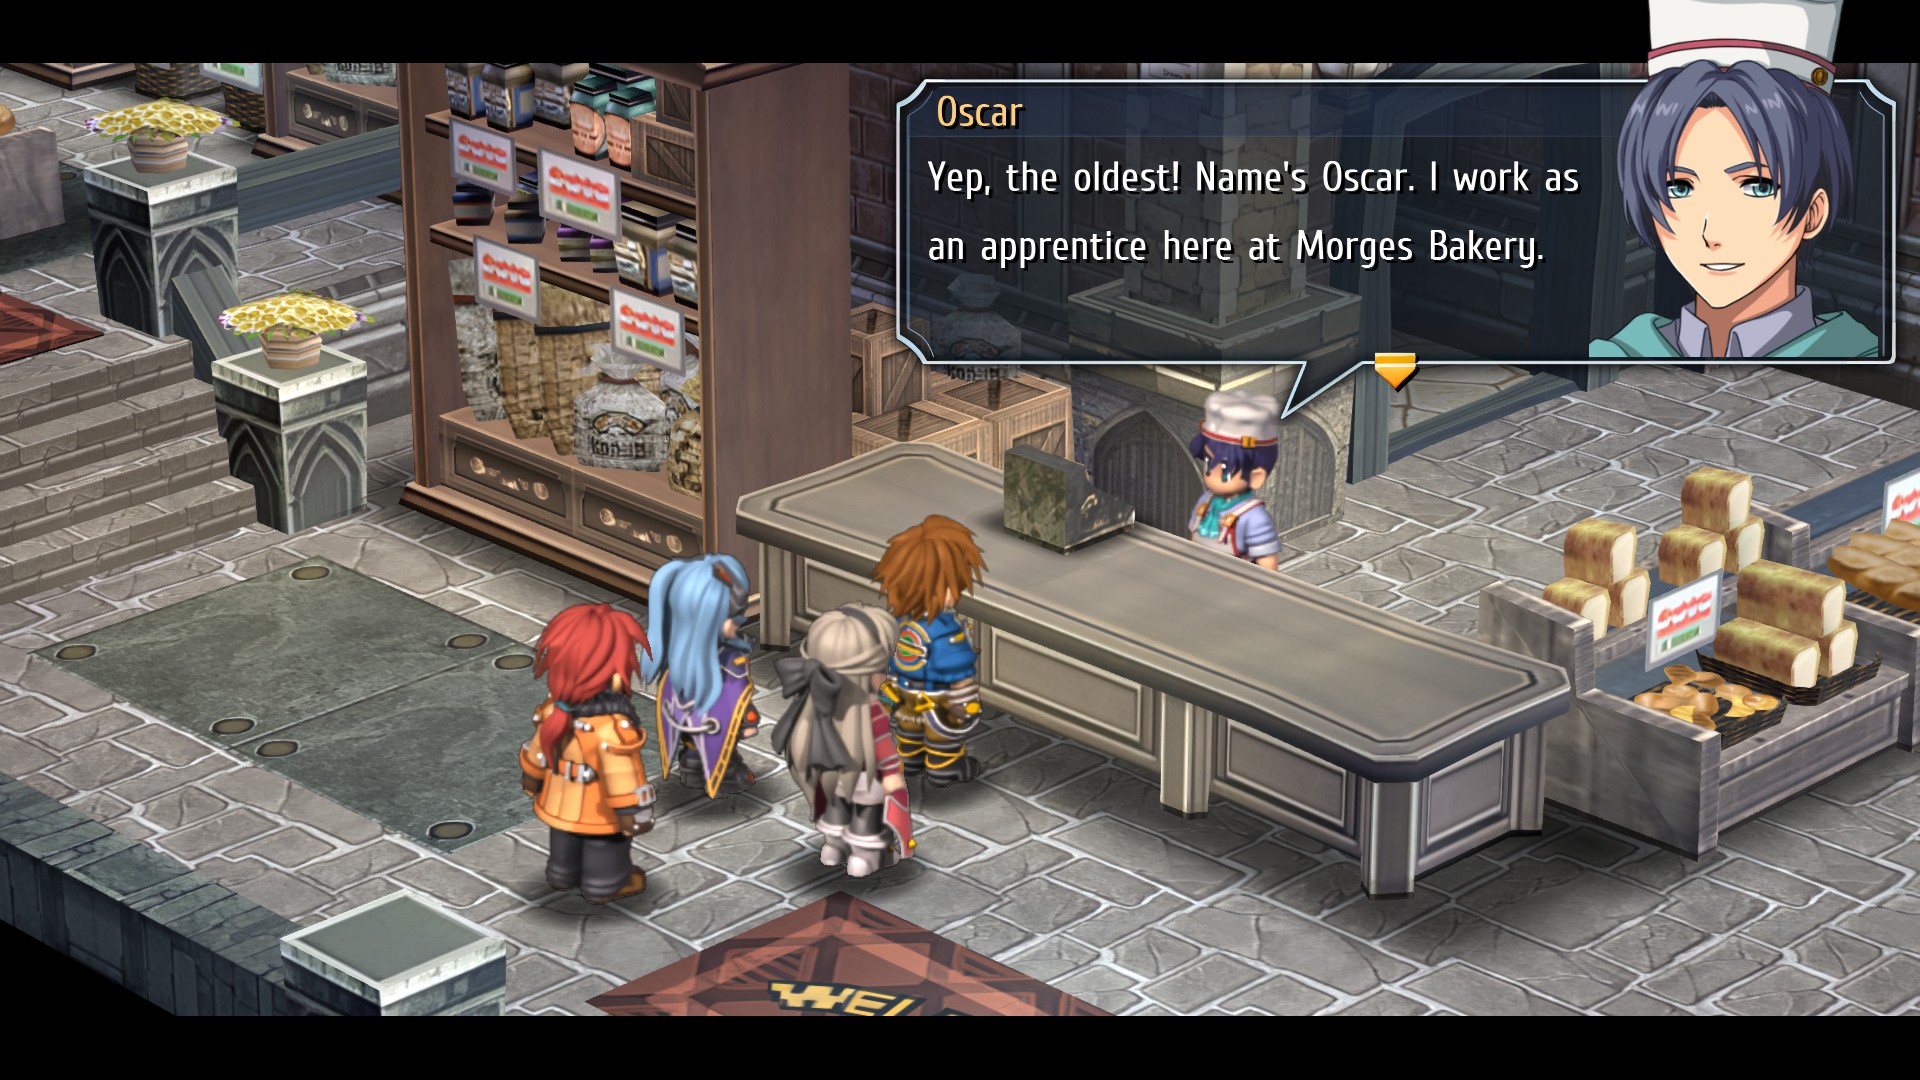 Oscar
Yep, the oldest! Name's Oscar. I work as
an apprentice here at Morges Bakery.